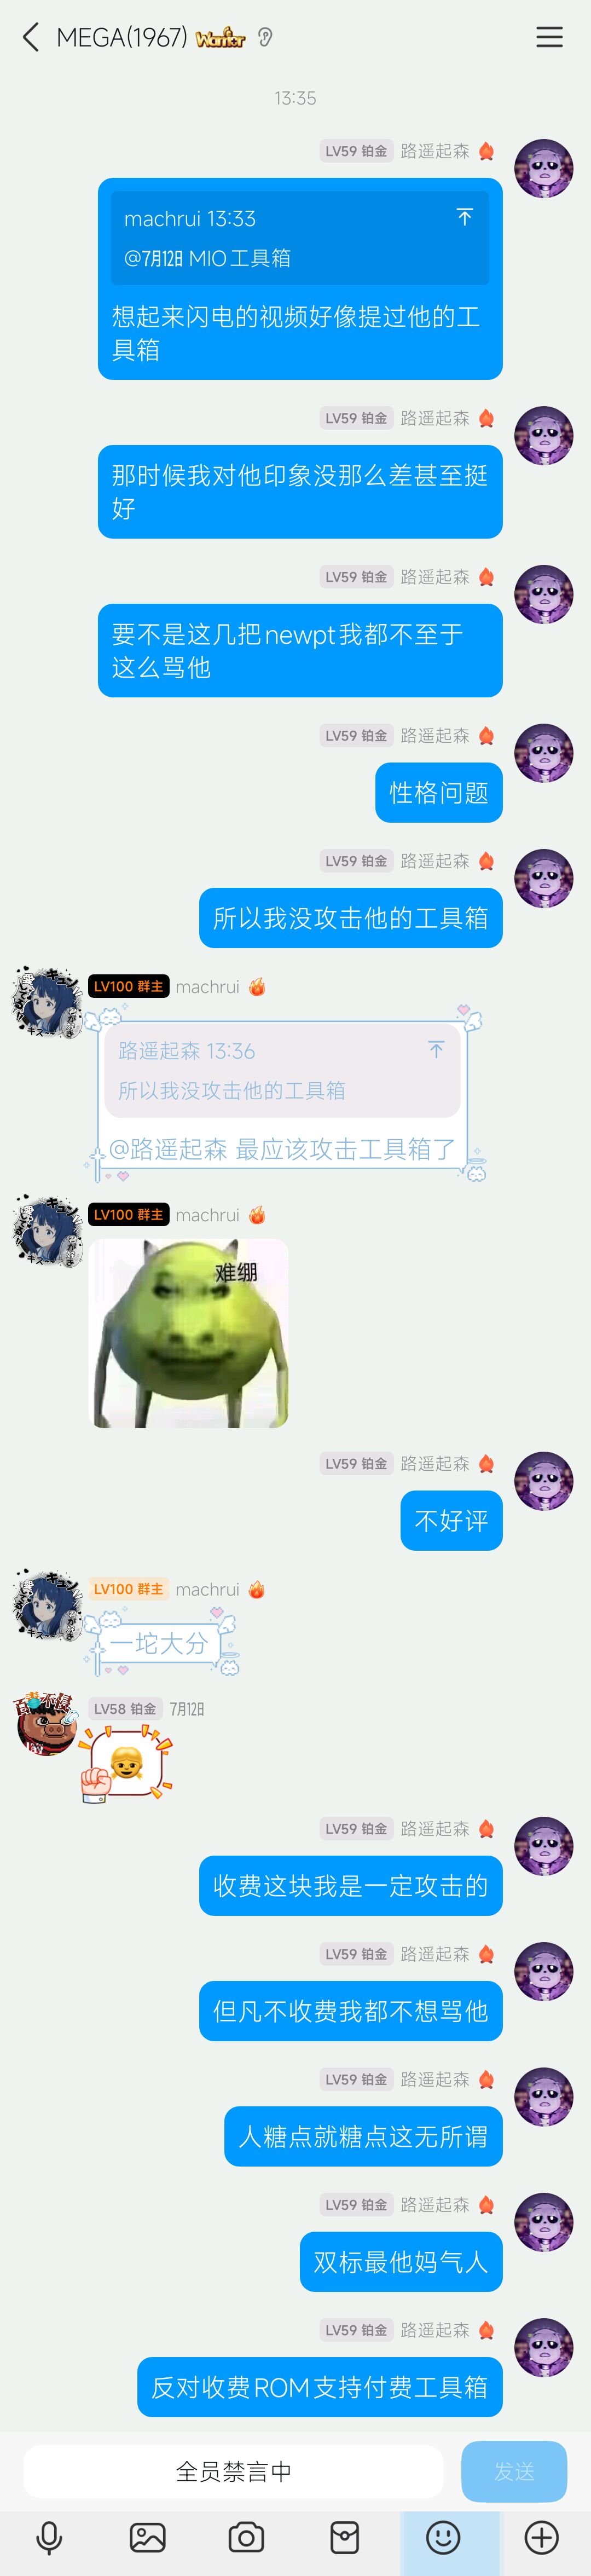 MEGA(1967) Warrior
13:35
LV59 铂金 路遥起森
machrui 13:33
@7月12日 MIO工具箱
想起来闪电的视频好像提过他的工
具箱
LV59 铂金 路遥起森
那时候我对他印象没那么差甚至挺
好
LV59 铂金 路遥起森
要不是这几把newpt我都不至于
这么骂他
LV59 铂金 路遥起森
性格问题
LV59 铂金 路遥起森
所以我没攻击他的工具箱
LV100 群主 machrui
路遥起森 13:36
所以我没攻击他的工具箱
@路遥起森 最应该攻击工具箱了
LV100 群主 machrui
难绷
LV59 铂金 路遥起森
不好评
LV100 群主 machrui
一坨大分
LV58 铂金 7月12日
LV59 铂金 路遥起森
收费这块我是一定攻击的
LV59 铂金 路遥起森
但凡不收费我都不想骂他
LV59 铂金 路遥起森
人糖点就糖点这无所谓
LV59 铂金 路遥起森
双标最他妈气人
LV59 铂金 路遥起森
反对收费ROM支持付费工具箱
全员禁言中
发送